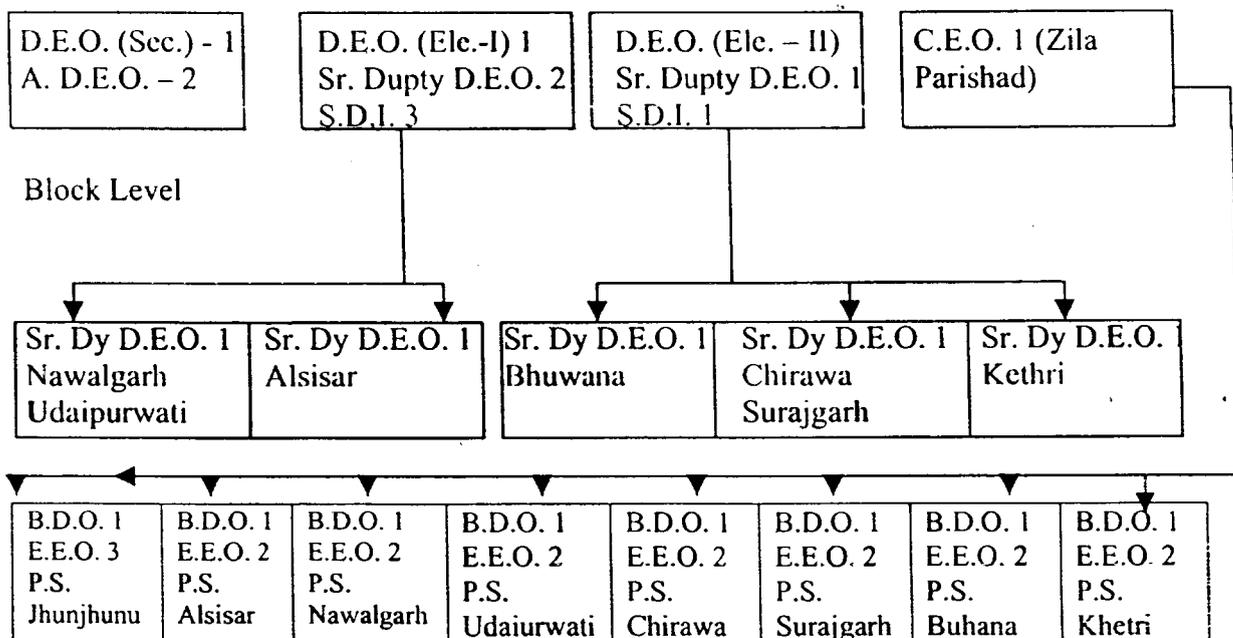 D.E.O. (Sec.) - 1
A. D.E.O. – 2
D.E.O. (Ele.-I) 1
Sr. Dupty D.E.O. 2
S.D.I. 3
D.E.O. (Ele. – II)
Sr. Dupty D.E.O. 1
S.D.I. 1
C.E.O. 1 (Zila
Parishad)
Block Level
Sr. Dy D.E.O. 1
Nawalgarh
Udaipurwati
Sr. Dy D.E.O. 1
Alsisar
Sr. Dy D.E.O. 1
Bhuwana
Sr. Dy D.E.O. 1
Chirawa
Surajgarh
Sr. Dy D.E.O. 1
Kethri
B.D.O. 1
E.E.O. 3
P.S.
Jhunjhunu
B.D.O. 1
E.E.O. 2
P.S.
Alsisar
B.D.O. 1
E.E.O. 2
P.S.
Nawalgarh
B.D.O. 1
E.E.O. 2
P.S.
Udaiurwati
B.D.O. 1
E.E.O. 2
P.S.
Chirawa
B.D.O. 1
E.E.O. 2
P.S.
Surajgarh
B.D.O. 1
E.E.O. 2
P.S.
Buhana
B.D.O. 1
E.E.O. 2
P.S.
Khetri